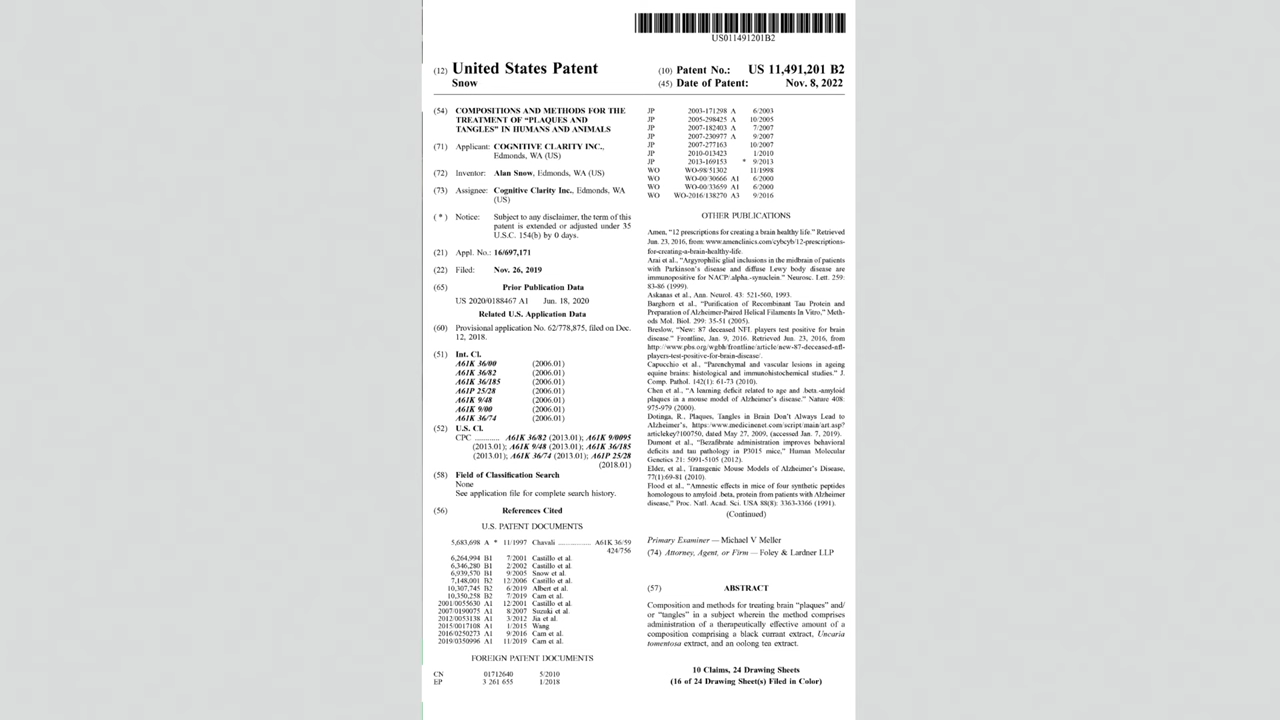 US011491201B2
(12) United States Patent
Snow
(10) Patent No.: US 11,491,201 B2
(45) Date of Patent: Nov. 8, 2022
(54) COMPOSITIONS AND METHODS FOR THE
TREATMENT OF “PLAQUES AND
TANGLES” IN HUMANS AND ANIMALS
(71) Applicant: COGNITIVE CLARITY INC.,
Edmonds, WA (US)
(72) Inventor: Alan Snow, Edmonds, WA (US)
(73) Assignee: Cognitive Clarity Inc., Edmonds, WA
(US)
( * ) Notice: Subject to any disclaimer, the term of this
patent is extended or adjusted under 35
U.S.C. 154(b) by 0 days.
(21) Appl. No.: 16/697,171
(22) Filed: Nov. 26, 2019
(65) Prior Publication Data
US 2020/0188467 A1 Jun. 18, 2020
Related U.S. Application Data
(60) Provisional application No. 62/778,875, filed on Dec.
12, 2018.
(51) Int. Cl.
A61K 36/00 (2006.01)
A61K 36/82 (2006.01)
A61K 36/185 (2006.01)
A61P 25/28 (2006.01)
A61K 9/48 (2006.01)
A61K 9/00 (2006.01)
A61K 36/74 (2006.01)
(52) U.S. Cl.
CPC ........... A61K 36/82 (2013.01); A61K 9/0095
(2013.01); A61K 9/48 (2013.01); A61K 36/185
(2013.01); A61K 36/74 (2013.01); A61P 25/28
(2018.01)
(58) Field of Classification Search
None
See application file for complete search history.
(56) References Cited
U.S. PATENT DOCUMENTS
5,683,698 A * 11/1997 Chavali .............. A61K 36/59
424/756
6,264,994 B1 7/2001 Castillo et al.
6,346,280 B1 2/2002 Castillo et al.
6,939,570 B1 9/2005 Snow et al.
7,148,001 B2 12/2006 Castillo et al.
10,307,745 B2 6/2019 Albert et al.
10,350,258 B2 7/2019 Cam et al.
2001/0055630 A1 12/2001 Castillo et al.
2007/0190075 A1 8/2007 Suzuki et al.
2012/0053138 A1 3/2012 Jia et al.
2015/0017108 A1 1/2015 Wang
2016/0250273 A1 9/2016 Cam et al.
2019/0350996 A1 11/2019 Cam et al.
FOREIGN PATENT DOCUMENTS
CN 01712640 5/2010
EP 3 261 655 1/2018
JP 2003-171298 A 6/2003
JP 2005-298425 A 10/2005
JP 2007-182403 A 7/2007
JP 2007-230977 A 9/2007
JP 2007-277163 10/2007
JP 2010-013423 1/2010
JP 2013-169153 * 9/2013
WO WO-98/51302 11/1998
WO WO-00/30666 A1 6/2000
WO WO-00/33659 A1 6/2000
WO WO-2016/138270 A3 9/2016
OTHER PUBLICATIONS
Amen, “12 prescriptions for creating a brain healthy life.” Retrieved
Jun. 23, 2016, from: www.amenclinics.com/cybcyb/12-prescriptions-
for-creating-a-brain-healthy-life.
Arai et al., “Argyrophilic glial inclusions in the midbrain of patients
with Parkinson's disease and diffuse Lewy body disease are
immunopositive for NACP/.alpha.-synuclein.” Neurosc. Lett. 259:
83-86 (1999).
Askanas et al., Ann. Neurol. 43: 521-560, 1993.
Barghorn et al., “Purification of Recombinant Tau Protein and
Preparation of Alzheimer-Paired Helical Filaments In Vitro,” Meth-
ods Mol. Biol. 299: 35-51 (2005).
Breslow, “New: 87 deceased NFL players test positive for brain
disease.” Frontline, Jan. 9, 2016. Retrieved Jun. 23, 2016, from
http://www.pbs.org/wgbh/frontline/article/new-87-deceased-nfl-
players-test-positive-for-brain-disease/.
Capucchio et al., “Parenchymal and vascular lesions in ageing
equine brains: histological and immunohistochemical studies.” J.
Comp. Pathol. 142(1): 61-73 (2010).
Chen et al., “A learning deficit related to age and .beta.-amyloid
plaques in a mouse model of Alzheimer's disease.” Nature 408:
975-979 (2000).
Dotinga, R., Plaques, Tangles in Brain Don't Always Lead to
Alzheimer's, https://www.medicinenet.com/script/main/art.asp?
articlekey?100750, dated May 27, 2009, (accessed Jan. 7, 2019).
Dumont et al., “Bezafibrate administration improves behavioral
deficits and tau pathology in P3015 mice,” Human Molecular
Genetics 21: 5091-5105 (2012).
Elder, et al., Transgenic Mouse Models of Alzheimer's Disease,
77(1):69-81 (2010).
Flood et al., “Amnestic effects in mice of four synthetic peptides
homologous to amyloid .beta, protein from patients with Alzheimer
disease,” Proc. Natl. Acad. Sci. USA 88(8): 3363-3366 (1991).
(Continued)
Primary Examiner — Michael V Meller
(74) Attorney, Agent, or Firm — Foley & Lardner LLP
(57) ABSTRACT
Composition and methods for treating brain “plaques” and/
or “tangles” in a subject wherein the method comprises
administration of a therapeutically effective amount of a
composition comprising a black currant extract, Uncaria
tomentosa extract, and an oolong tea extract.
10 Claims, 24 Drawing Sheets
(16 of 24 Drawing Sheet(s) Filed in Color)